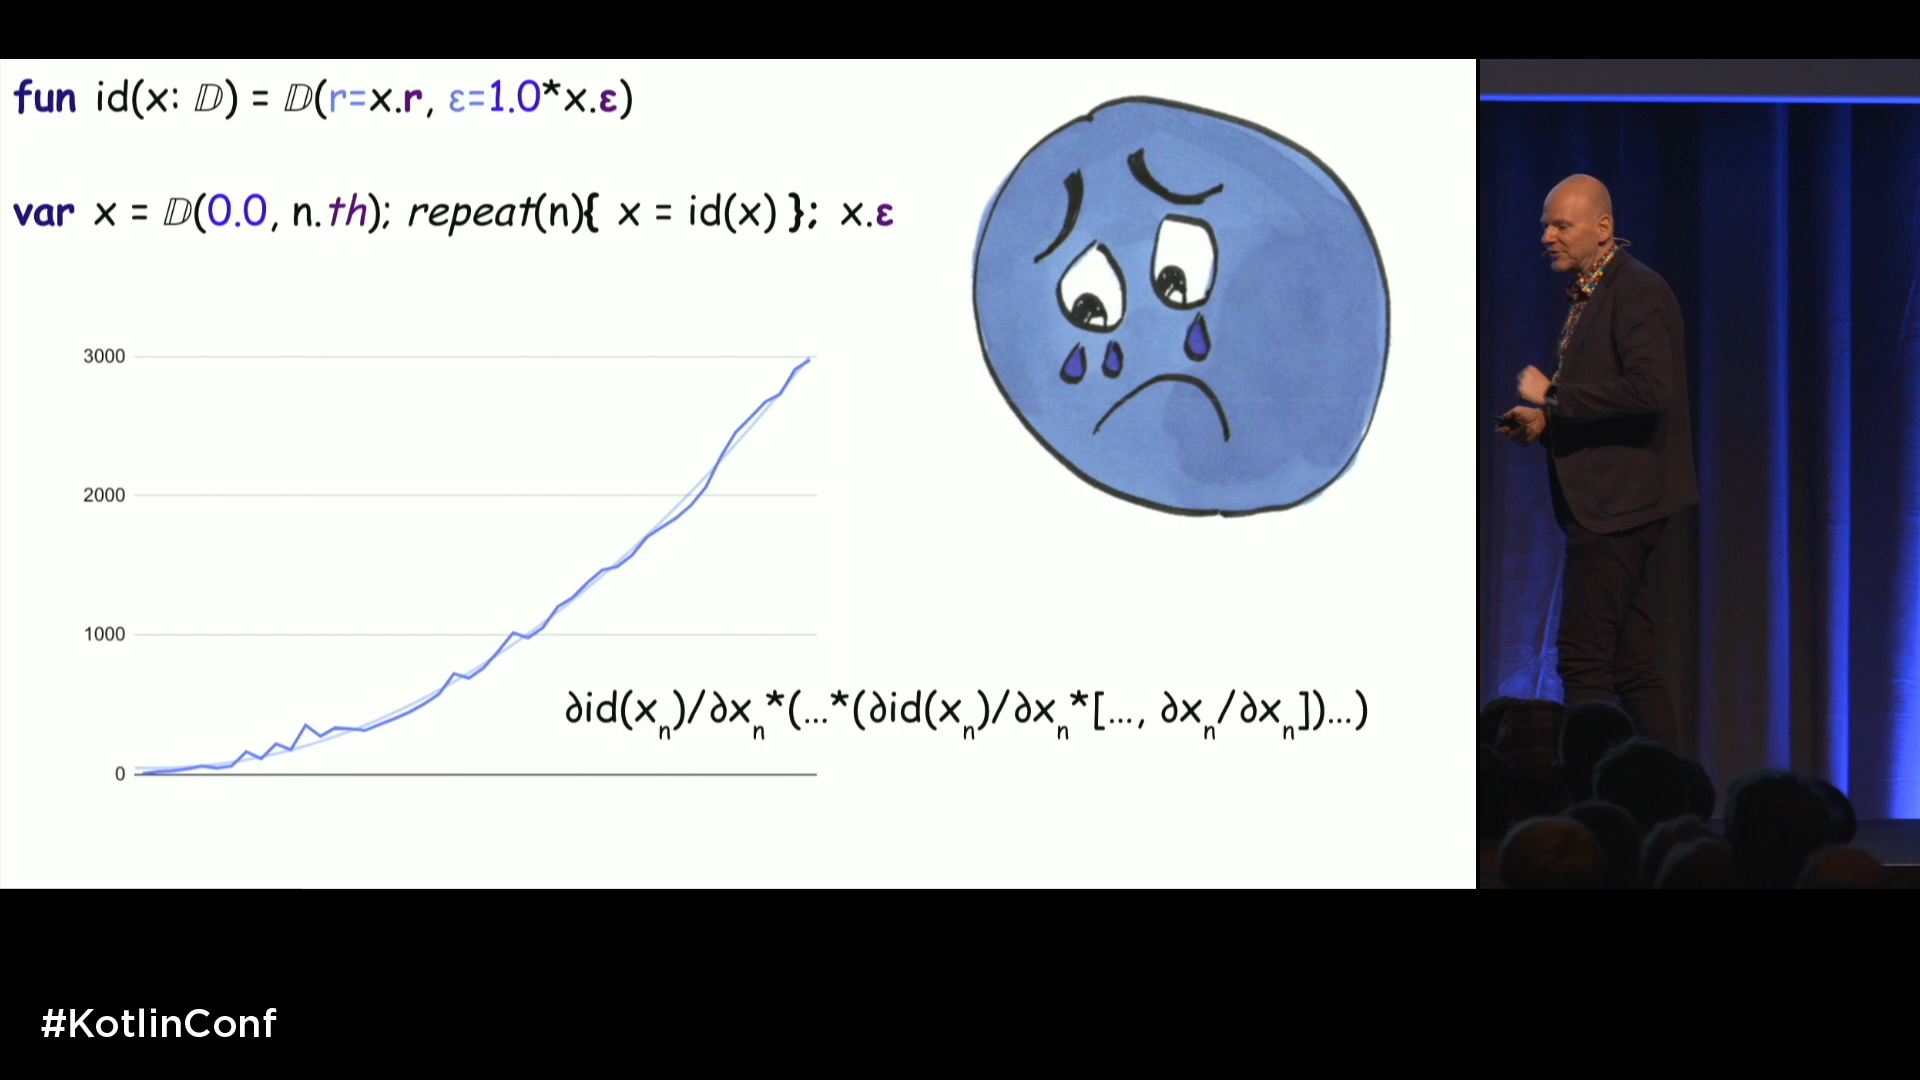 fun id(x: 𝔻) = 𝔻(r=x.r, ε=1.0*x.ε)
var x = 𝔻(0.0, n.th); repeat(n){ x = id(x) }; x.ε
3000
2000
1000
0
∂id(xₙ)/∂xₙ*(...*(∂id(xₙ)/∂xₙ*[..., ∂xₙ/∂xₙ])...)
#KotlinConf